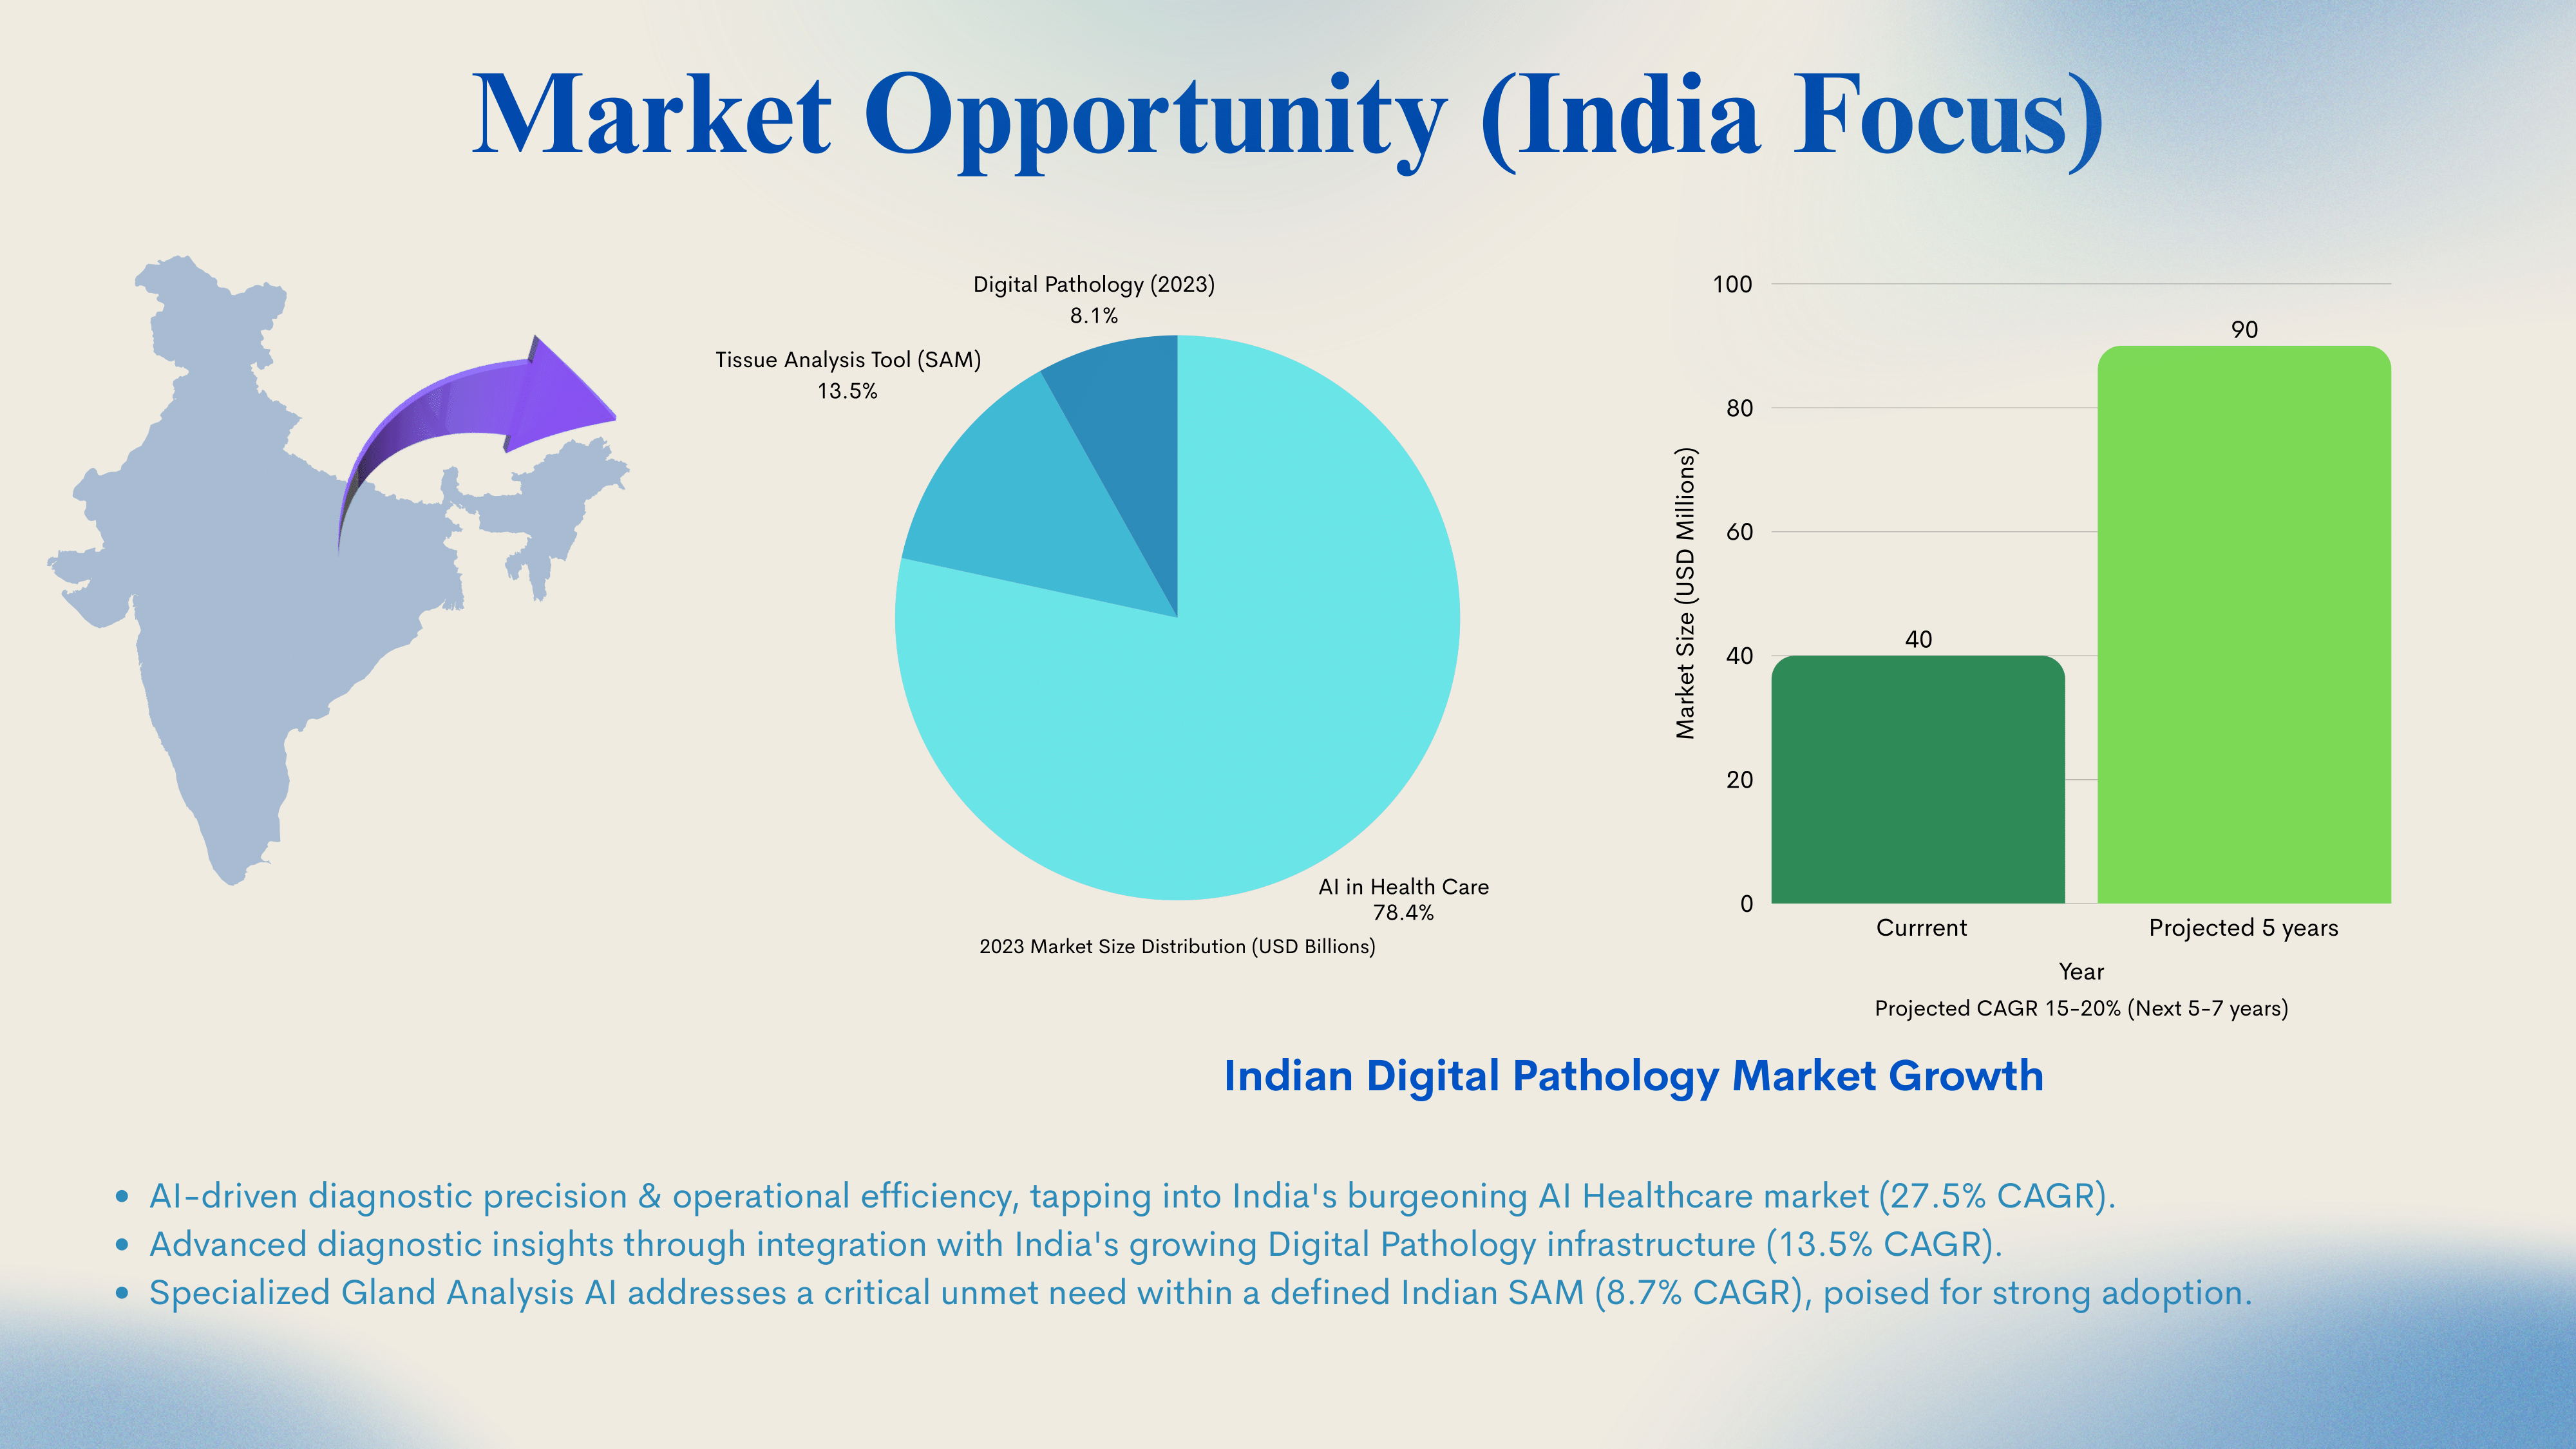 Market Opportunity (India Focus)
Digital Pathology (2023)
8.1%
Tissue Analysis Tool (SAM)
13.5%
AI in Health Care
78.4%
2023 Market Size Distribution (USD Billions)
Market Size (USD Millions)
100
80
60
40
20
0
40
90
Currrent
Projected 5 years
Year
Projected CAGR 15-20% (Next 5-7 years)
Indian Digital Pathology Market Growth
• AI-driven diagnostic precision & operational efficiency, tapping into India's burgeoning AI Healthcare market (27.5% CAGR).
• Advanced diagnostic insights through integration with India's growing Digital Pathology infrastructure (13.5% CAGR).
• Specialized Gland Analysis AI addresses a critical unmet need within a defined Indian SAM (8.7% CAGR), poised for strong adoption.